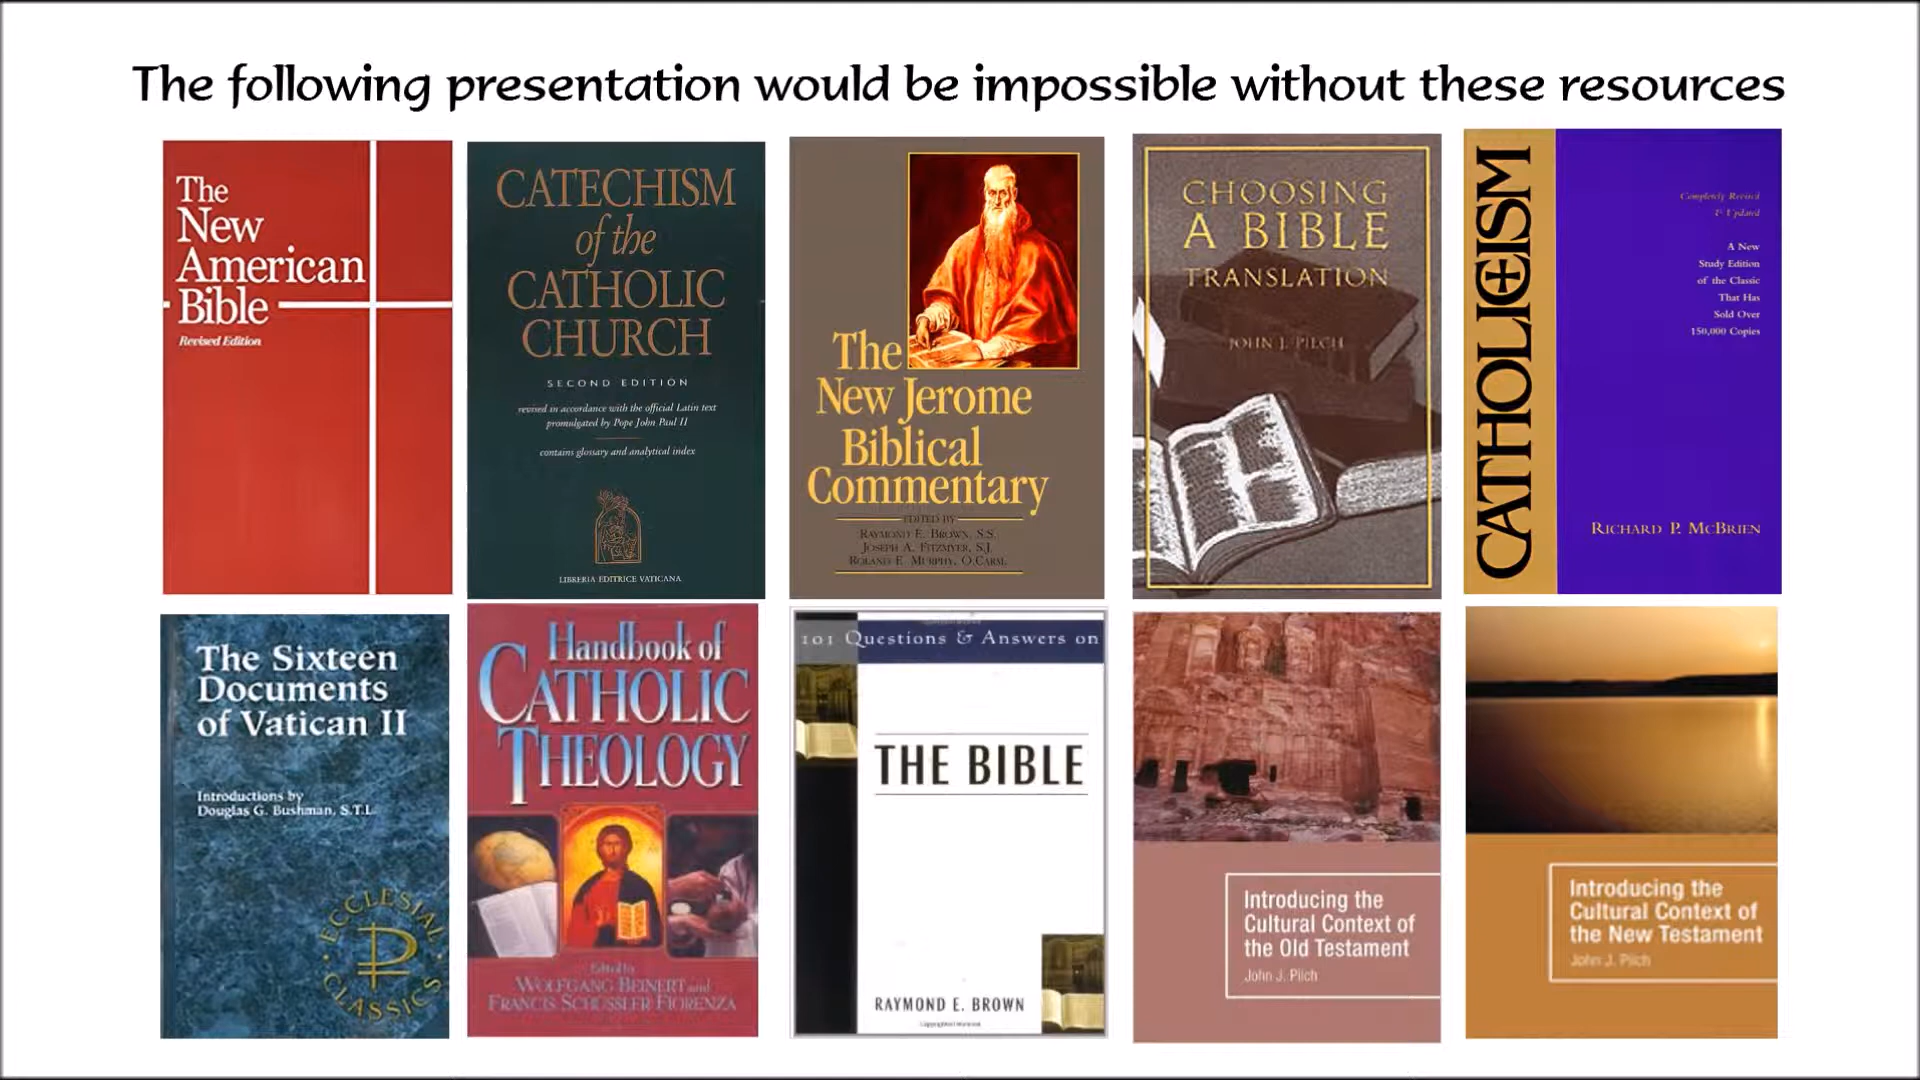 The following presentation would be impossible without these resources
The
New
American
Bible
Revised Edition
CATECHISM
of the
CATHOLIC
CHURCH
SECOND EDITION
revised in accordance with the official Latin text
promulgated by Pope John Paul II
contains glossary and analytical index
LIBRERIA EDITRICE VATICANA
The
New Jerome
Biblical
Commentary
EDITED BY
RAYMOND E. BROWN, S.S.
JOSEPH A. FITZMYER, S.J.
ROLAND E. MURPHY, O.CARM.
CHOOSING
A BIBLE
TRANSLATION
JOHN J. PILCH
CATHOLICISM
Completely Revised
& Updated
A New
Study Edition
of the Classic
That Has
Sold Over
150,000 Copies
RICHARD P. MCBRIEN
The Sixteen
Documents
of Vatican II
Introductions by
Douglas G. Bushman, S.T.L.
ECCLESIAL
CLASSICS
Handbook of
CATHOLIC
THEOLOGY
Edited by
WOLFGANG BEINERT and
FRANCIS SCHÜSSLER FIORENZA
101 Questions & Answers on
THE BIBLE
RAYMOND E. BROWN
Introducing the
Cultural Context of
the Old Testament
John J. Pilch
Introducing the
Cultural Context of
the New Testament
John J. Pilch